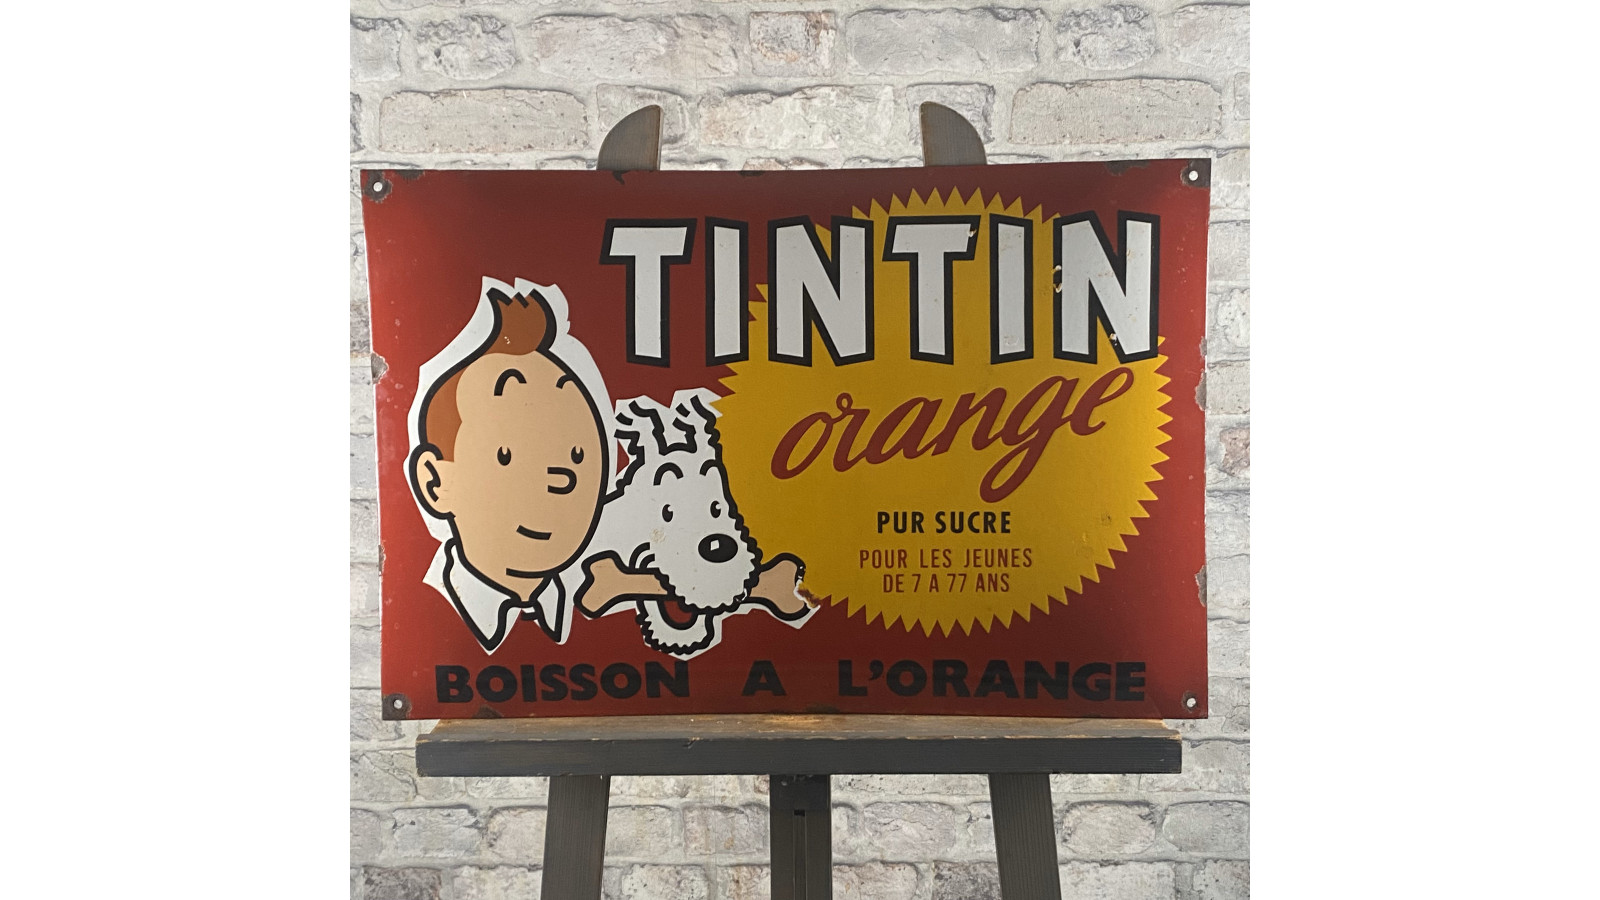 TINTIN
orange
PUR SUCRE
POUR LES JEUNES
DE 7 A 77 ANS
BOISSON A L'ORANGE